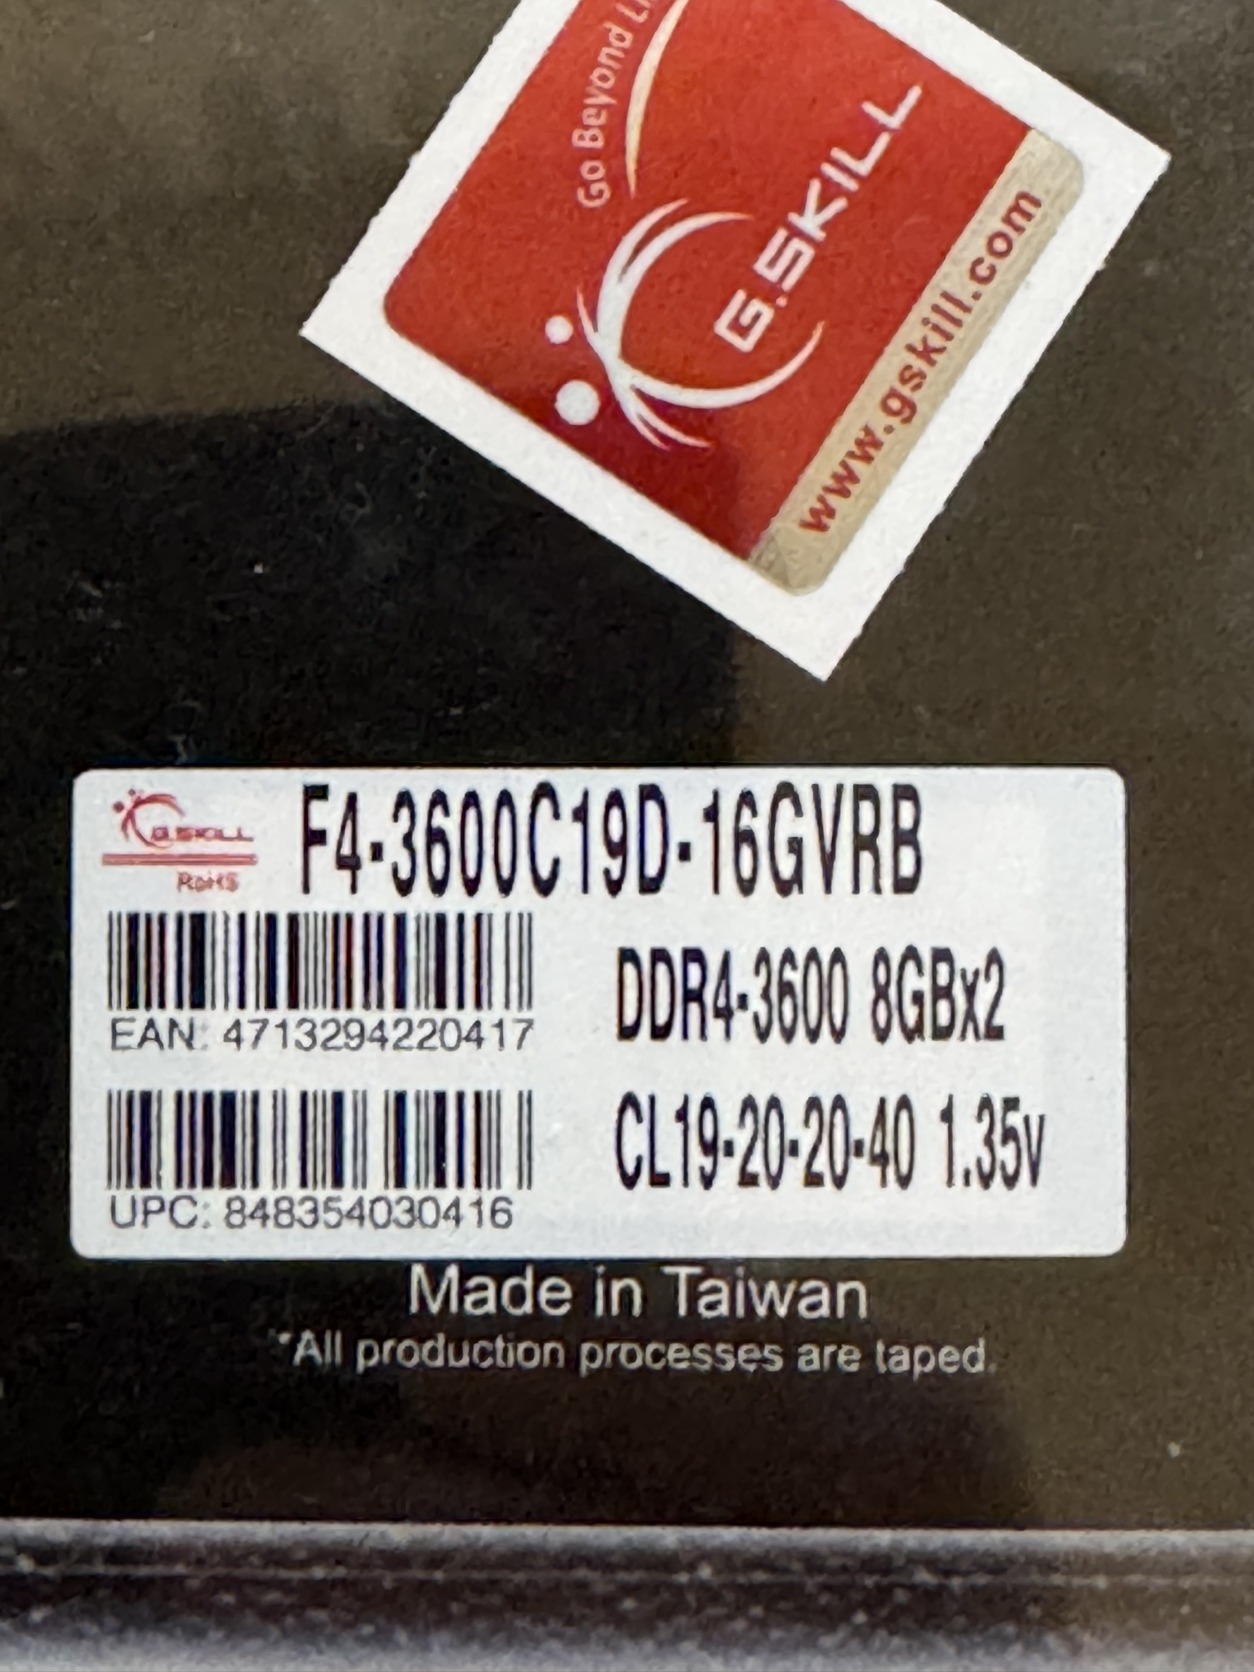 Go Beyond
G.SKILL
www.gskill.com
G.SKILL
RoHS
F4-3600C19D-16GVRB
EAN: 4713294220417
DDR4-3600 8GBx2
UPC: 848354030416
CL19-20-20-40 1.35v
Made in Taiwan
*All production processes are taped.